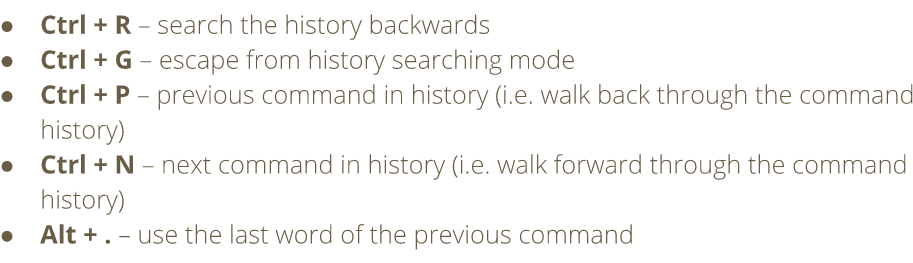 ● Ctrl + R – search the history backwards
● Ctrl + G – escape from history searching mode
● Ctrl + P – previous command in history (i.e. walk back through the command
history)
● Ctrl + N – next command in history (i.e. walk forward through the command
history)
● Alt + . – use the last word of the previous command